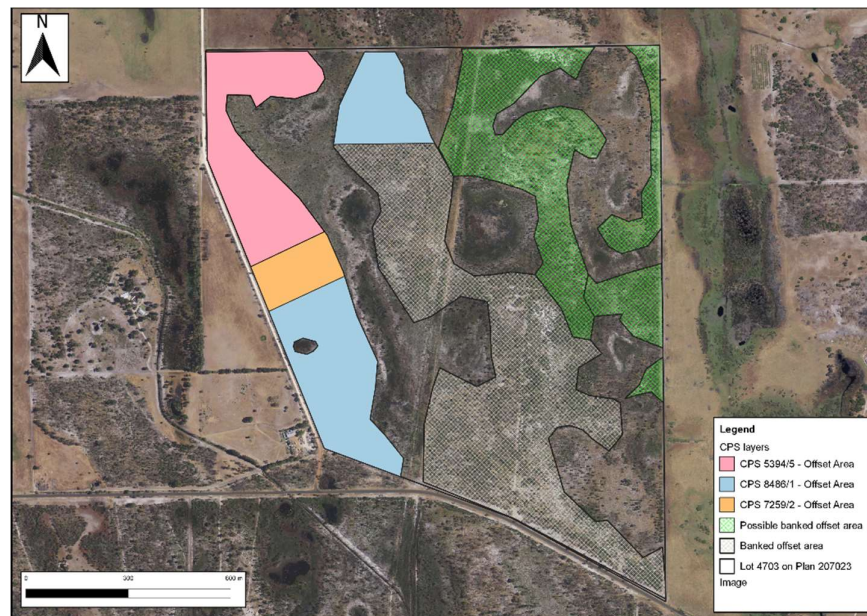 N
Legend
CPS layers
CPS 5394/5 - Offset Area
CPS 8486/1 - Offset Area
CPS 7259/2 - Offset Area
Possible banked offset area
Banked offset area
Lot 4703 on Plan 207023
Image
0 300 600 m